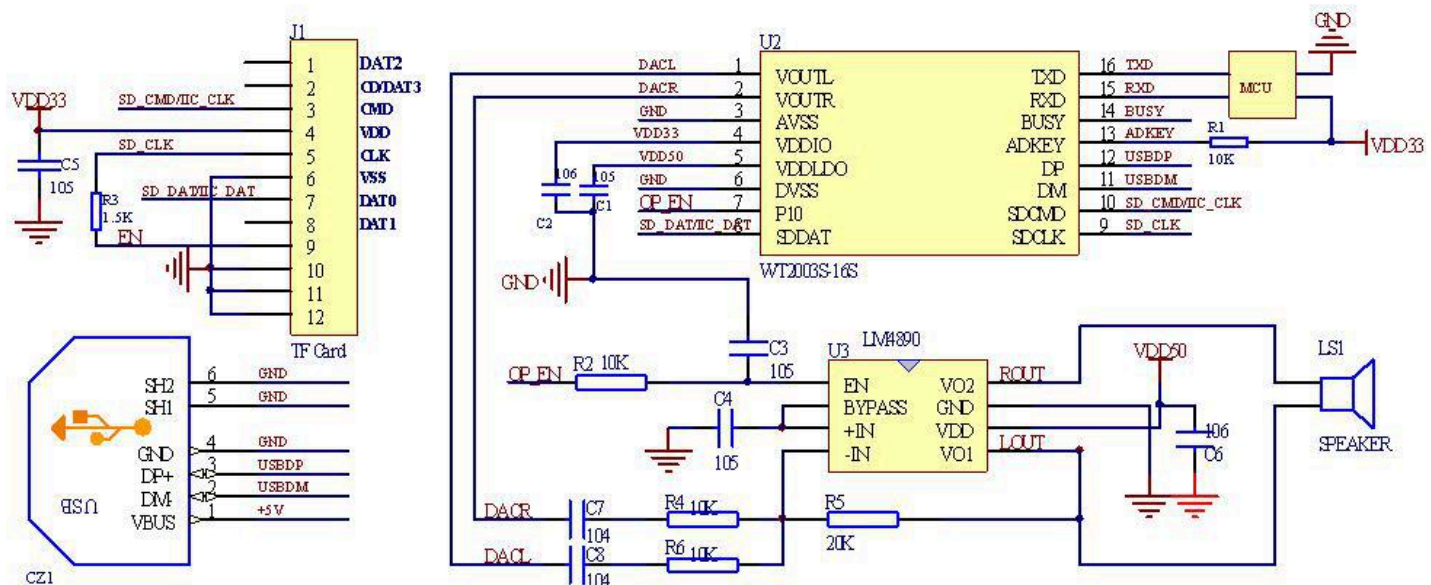 J1
1 DAT2
2 CD/DAT3
SD_CMD/IIC_CLK 3 CMD
VDD33 4 VDD
SD_CLK 5 CLK
6 VSS
SD_DAT/IIC_DAT 7 DAT0
8 DAT1
EN 9
10
11
12
TF Card
C5
105
R3
1.5K
U2
DACL 1 VOUTL TXD 16 TXD
DACR 2 VOUTR RXD 15 RXD
GND 3 AVSS BUSY 14 BUSY
VDD33 4 VDDIO ADKEY 13 ADKEY
VDD50 5 VDDLDO DP 12 USBDP
GND 6 DVSS DM 11 USBDM
OP_EN 7 P10 SDCMD 10 SD_CMD/IIC_CLK
SD_DAT/IIC_DAT 8 SDDAT SDCLK 9 SD_CLK
WT2003S-16S
GND
MCU
R1
10K
VDD33
106
105
C2
C1
GND
SH2 6 GND
SH1 5 GND
GND 4 GND
DP+ 3 USBDP
DM- 2 USBDM
VBUS 1 +5V
USB
CZ1
C3
105
U3 LM4890
OP_EN R2 10K
EN VO2 ROUT
BYPASS GND
+IN VDD
-IN VO1 LOUT
C4
105
VDD50
106
C6
LS1
SPEAKER
DACR C7 104 R4 10K
R5 20K
DACL C8 104 R6 10K